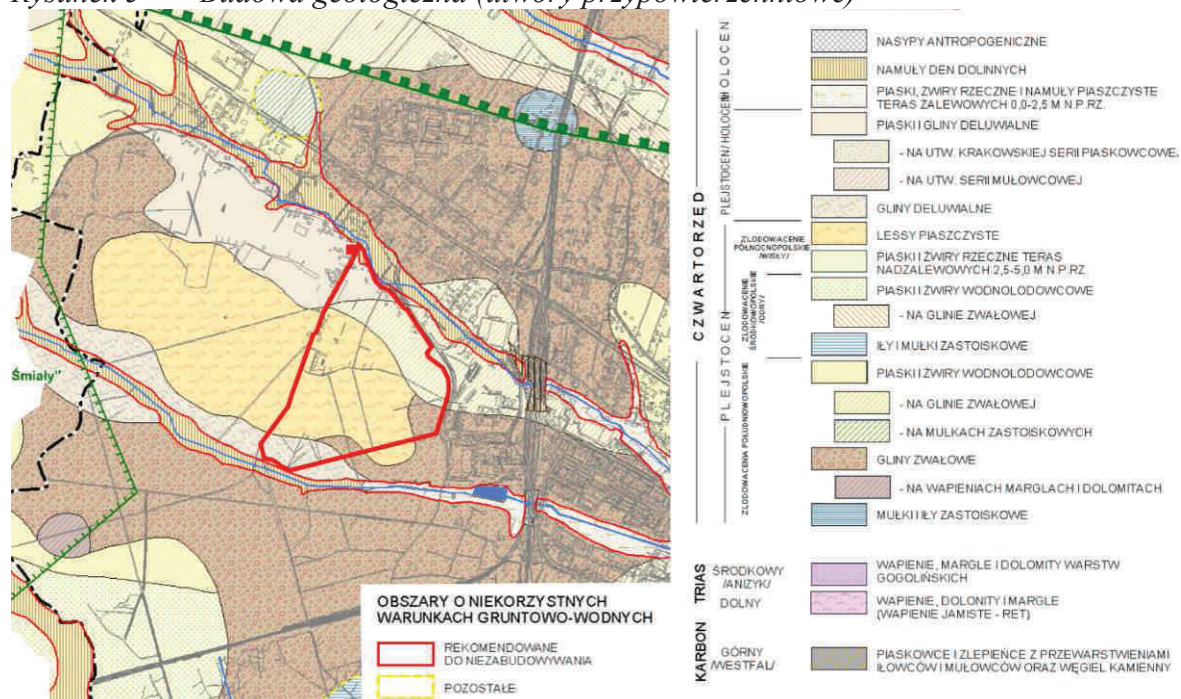 Rysunek 3 Budowa geologiczna (utwory przypowierzchniowe)
Śmiały"
OBSZARY O NIEKORZYSTNYCH
WARUNKACH GRUNTOWO-WODNYCH
REKOMENDOWANE
DO NIEZABUDOWYWANIA
POZOSTAŁE
CZWARTORZĘD
HOLOCEN
NASYPY ANTROPOGENICZNE
NAMUŁY DEN DOLINNYCH
PIASKI, ŻWIRY RZECZNE I NAMUŁY PIASZCZYSTE
TERAS ZALEWOWYCH 0,0-2,5 M N.P.RZ.
PLEJSTOCEN/HOLOCEN
PIASKI I GLINY DELUWIALNE
- NA UTW. KRAKOWSKIEJ SERII PIASKOWCOWEJ,
- NA UTW. SERII MUŁOWCOWEJ
GLINY DELUWIALNE
PLEJSTOCEN
ZLODOWACENIE
PÓŁNOCNOPOLSKIE
/WISŁY/
LESSY PIASZCZYSTE
PIASKI I ŻWIRY RZECZNE TERAS
NADZALEWOWYCH 2,5-5,0 M N.P.RZ
ZLODOWACENIE
ŚRODKOWOPOLSKIE
/ODRY/
PIASKI I ŻWIRY WODNOLODOWCOWE
- NA GLINIE ZWAŁOWEJ
IŁY I MUŁKI ZASTOISKOWE
ZLODOWACENIA POŁUDNIOWOPOLSKIE
PIASKI I ŻWIRY WODNOLODOWCOWE
- NA GLINIE ZWAŁOWEJ
- NA MULKACH ZASTOISKOWYCH
GLINY ZWAŁOWE
- NA WAPIENIACH MARGLACH I DOLOMITACH
MUŁKI I IŁY ZASTOISKOWE
TRIAS
ŚRODKOWY
/ANIZYK/
WAPIENIE, MARGLE I DOLOMITY WARSTW
GOGOLIŃSKICH
DOLNY
WAPIENIE, DOLONITY I MARGLE
(WAPIENIE JAMISTE - RET)
KARBON
GÓRNY
/WESTFAL/
PIASKOWCE I ZLEPIEŃCE Z PRZEWARSTWIENIAMI
IŁOWCÓW I MUŁOWCÓW ORAZ WĘGIEL KAMIENNY